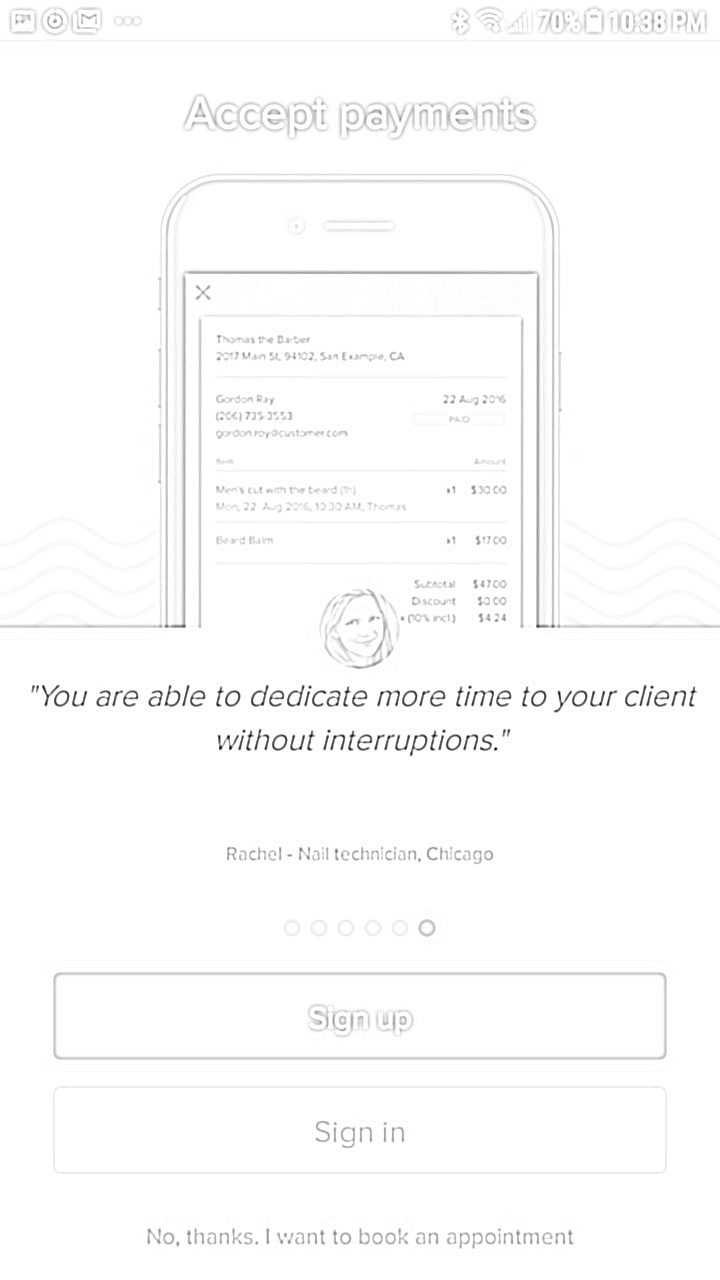 70% 10:38 PM
Accept payments
Thomas the Barber
2017 Main St, 94102, San Example, CA
Gordon Ray 22 Aug 2016
(206) 735-3553 PAID
gordon.roy@customer.com
Item Amount
Men's cut with the beard (1h) x1 $30.00
Mon, 22 Aug 2016, 10:30 AM, Thomas
Beard Balm x1 $17.00
Subtotal $47.00
Discount $0.00
(10% incl.) $4.24
"You are able to dedicate more time to your client
without interruptions."
Rachel - Nail technician, Chicago
Sign up
Sign in
No, thanks. I want to book an appointment